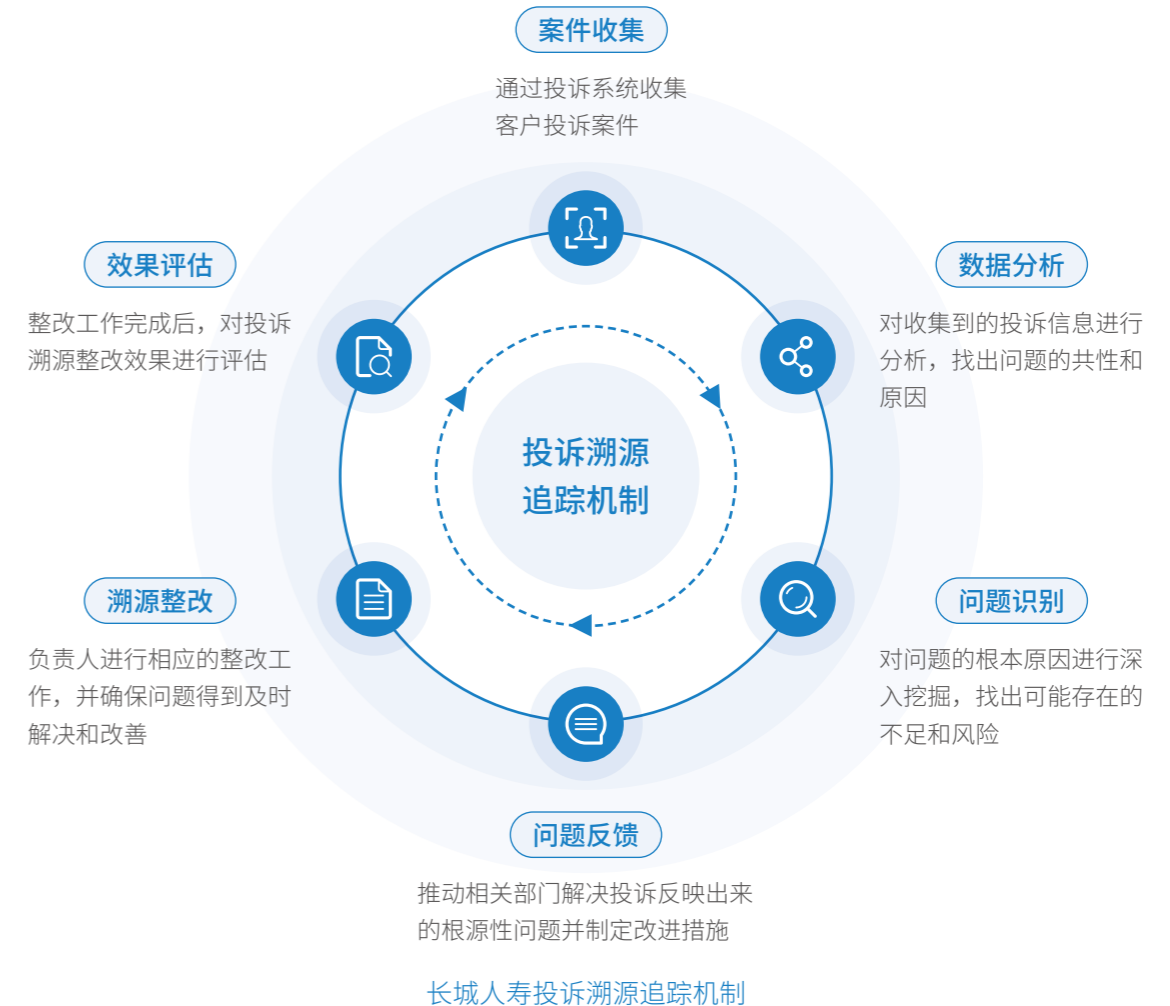 案件收集
通过投诉系统收集
客户投诉案件
效果评估
整改工作完成后，对投诉
溯源整改效果进行评估
数据分析
对收集到的投诉信息进行
分析，找出问题的共性和
原因
投诉溯源
追踪机制
溯源整改
负责人进行相应的整改工
作，并确保问题得到及时
解决和改善
问题识别
对问题的根本原因进行深
入挖掘，找出可能存在的
不足和风险
问题反馈
推动相关部门解决投诉反映出来
的根源性问题并制定改进措施
长城人寿投诉溯源追踪机制